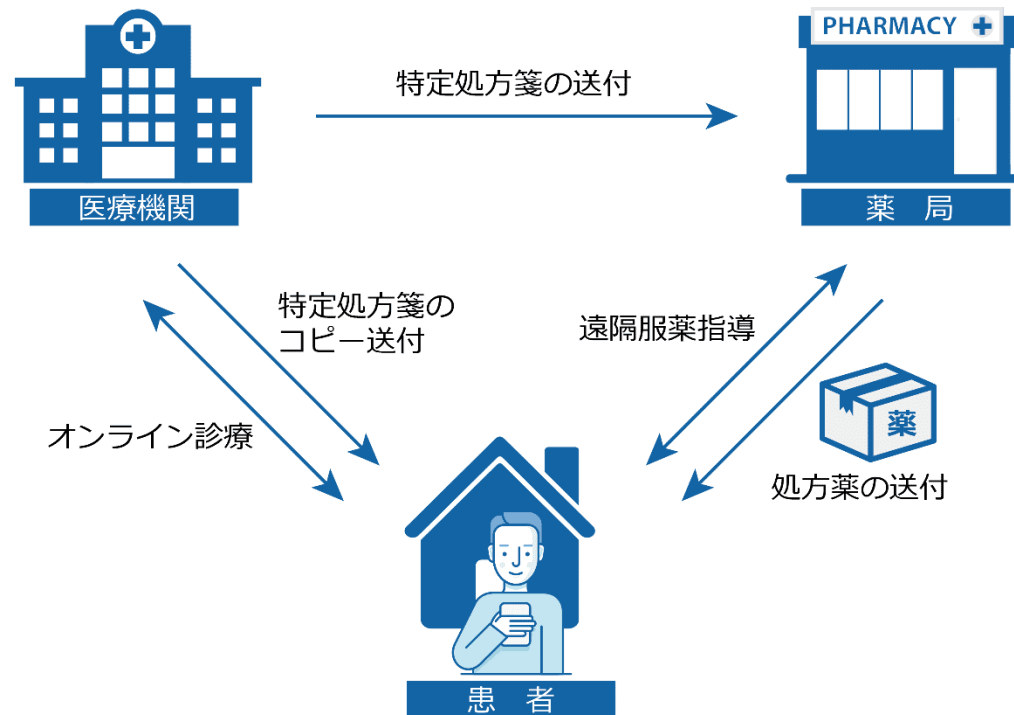 PHARMACY
特定処方箋の送付
医療機関
薬　局
特定処方箋の
コピー送付
遠隔服薬指導
オンライン診療
薬
処方薬の送付
患　者